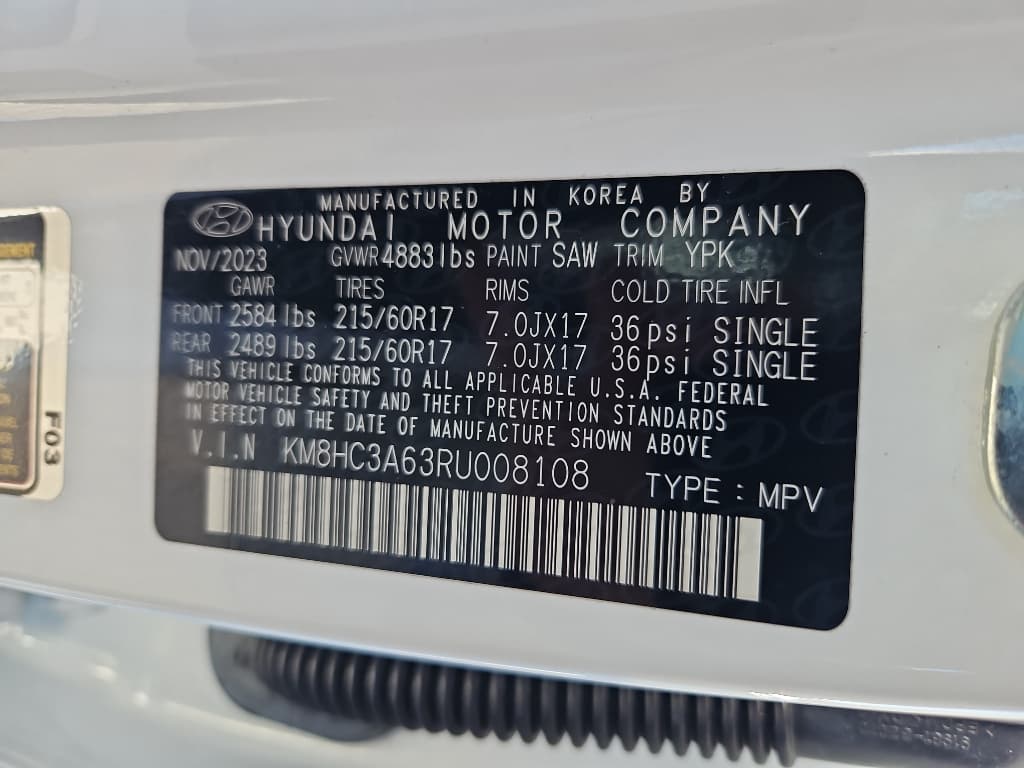 MANUFACTURED IN KOREA BY
HYUNDAI MOTOR COMPANY
NOV/2023 GVWR 4883lbs PAINT SAW TRIM YPK
GAWR TIRES RIMS COLD TIRE INFL
FRONT 2584 lbs 215/60R17 7.0JX17 36psi SINGLE
REAR 2489 lbs 215/60R17 7.0JX17 36psi SINGLE
THIS VEHICLE CONFORMS TO ALL APPLICABLE U.S.A. FEDERAL
MOTOR VEHICLE SAFETY AND THEFT PREVENTION STANDARDS
IN EFFECT ON THE DATE OF MANUFACTURE SHOWN ABOVE
V.I.N KM8HC3A63RU008108
TYPE : MPV
F03